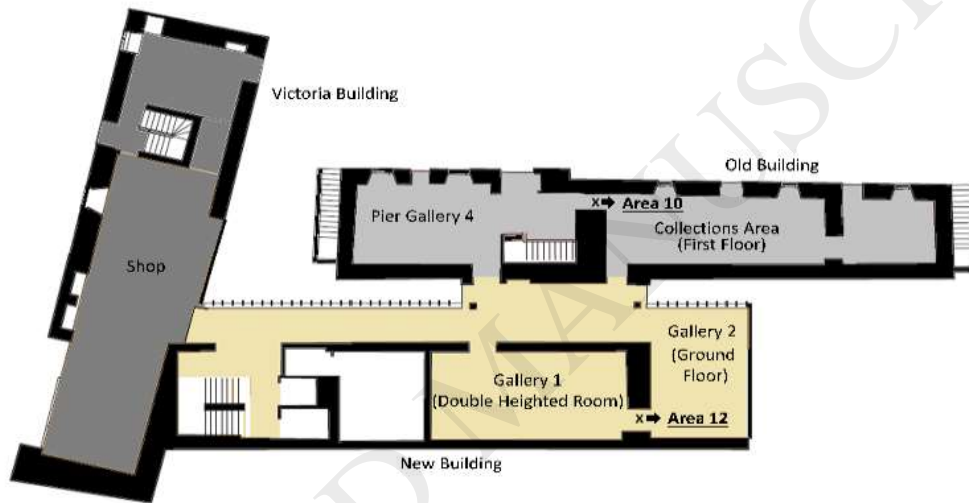 Victoria Building
Old Building
x➡ Area 10
Pier Gallery 4
Collections Area
(First Floor)
Shop
Gallery 2
(Ground
Floor)
Gallery 1
(Double Heighted Room)
x➡ Area 12
New Building
D MANUSC